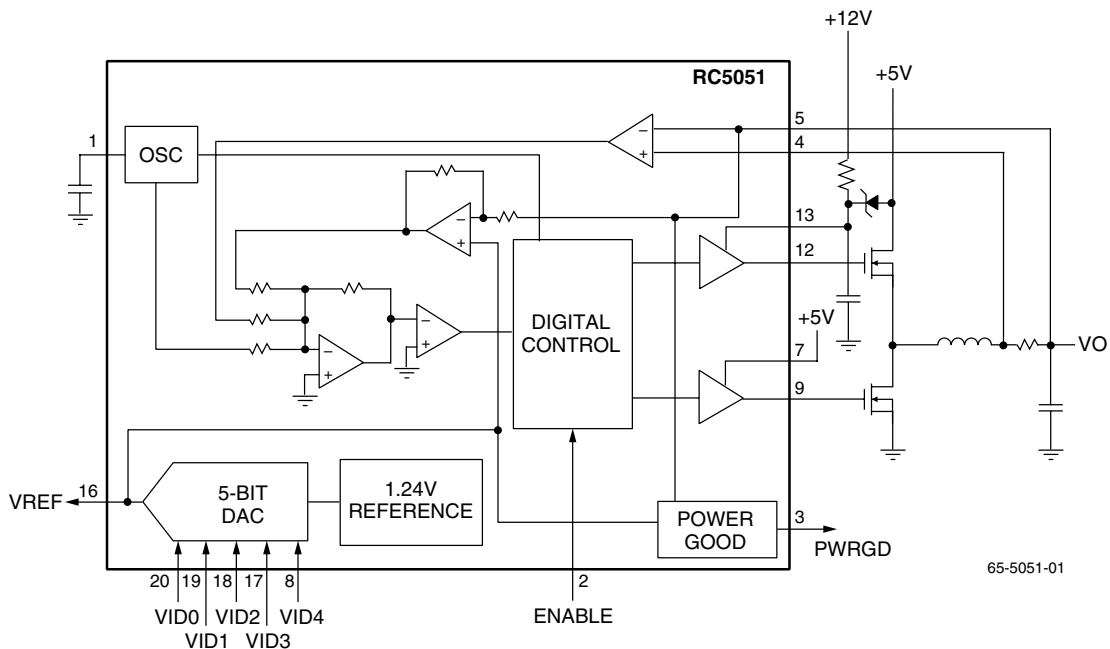 +12V
RC5051
+5V
5
1
OSC
4
−
+
−
+
13
12
+5V
DIGITAL
CONTROL
−
+
−
+
7
VO
9
VREF
16
5-BIT
DAC
1.24V
REFERENCE
POWER
GOOD
3
PWRGD
20
19
18
17
8
2
65-5051-01
VID0
VID2
VID4
ENABLE
VID1
VID3